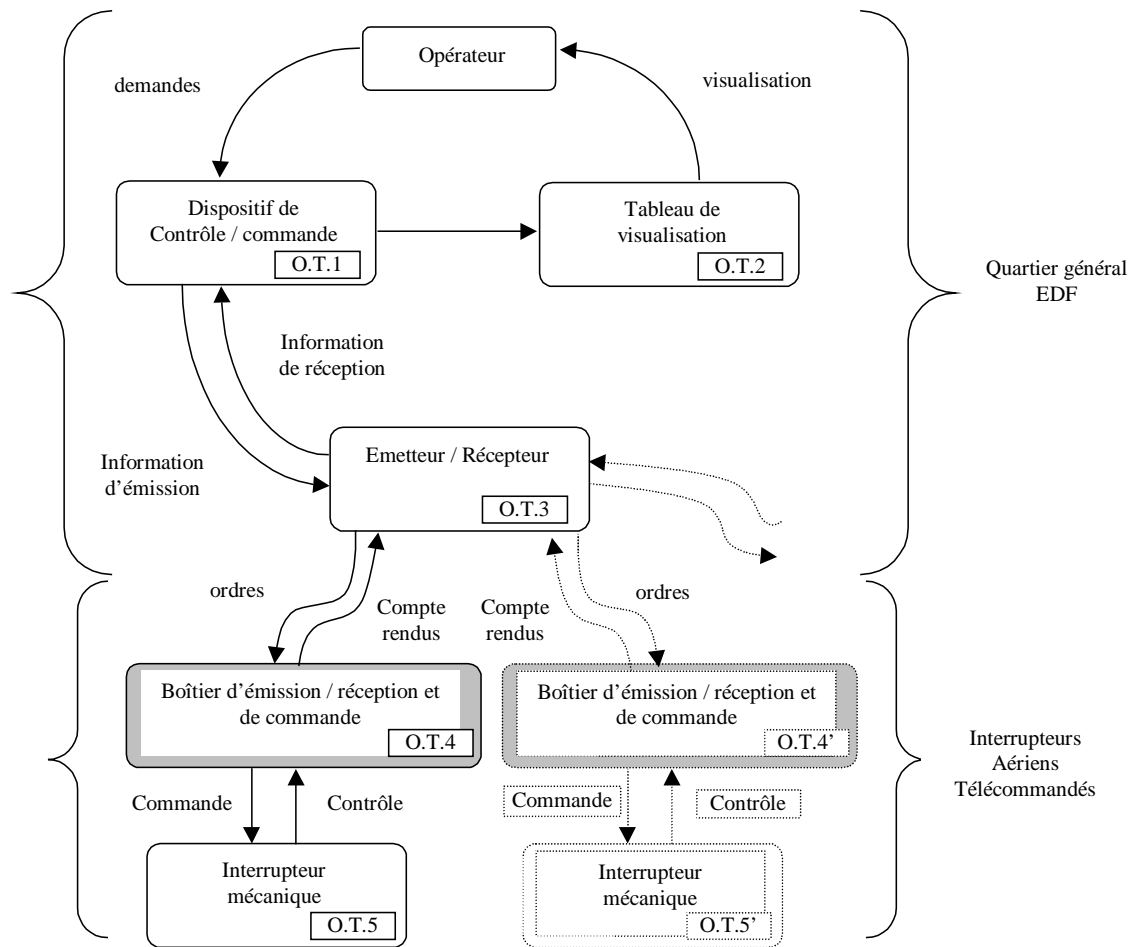 Opérateur
demandes
visualisation
Dispositif de
Contrôle / commande
O.T.1
Tableau de
visualisation
O.T.2
Quartier général
EDF
Information
de réception
Information
d'émission
Emetteur / Récepteur
O.T.3
ordres
Compte
rendus
Compte
rendus
ordres
Boîtier d'émission / réception et
de commande
O.T.4
Boîtier d'émission / réception et
de commande
O.T.4'
Interrupteurs
Aériens
Télécommandés
Commande
Contrôle
Commande
Contrôle
Interrupteur
mécanique
O.T.5
Interrupteur
mécanique
O.T.5'